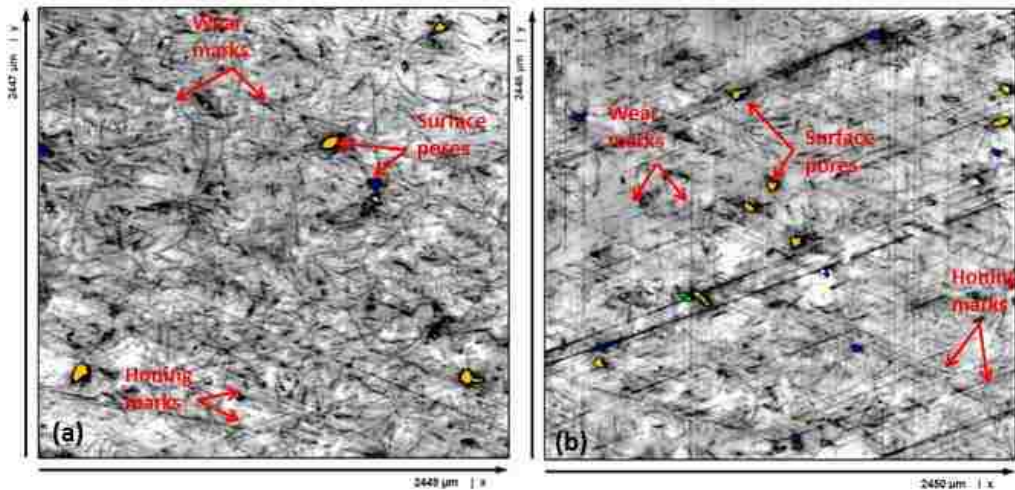 2447 µm | y
Wear
marks
Surface
pores
Honing
marks
(a)
2449 µm | x
2448 µm | y
Wear
marks
Surface
pores
Honing
marks
(b)
2450 µm | x